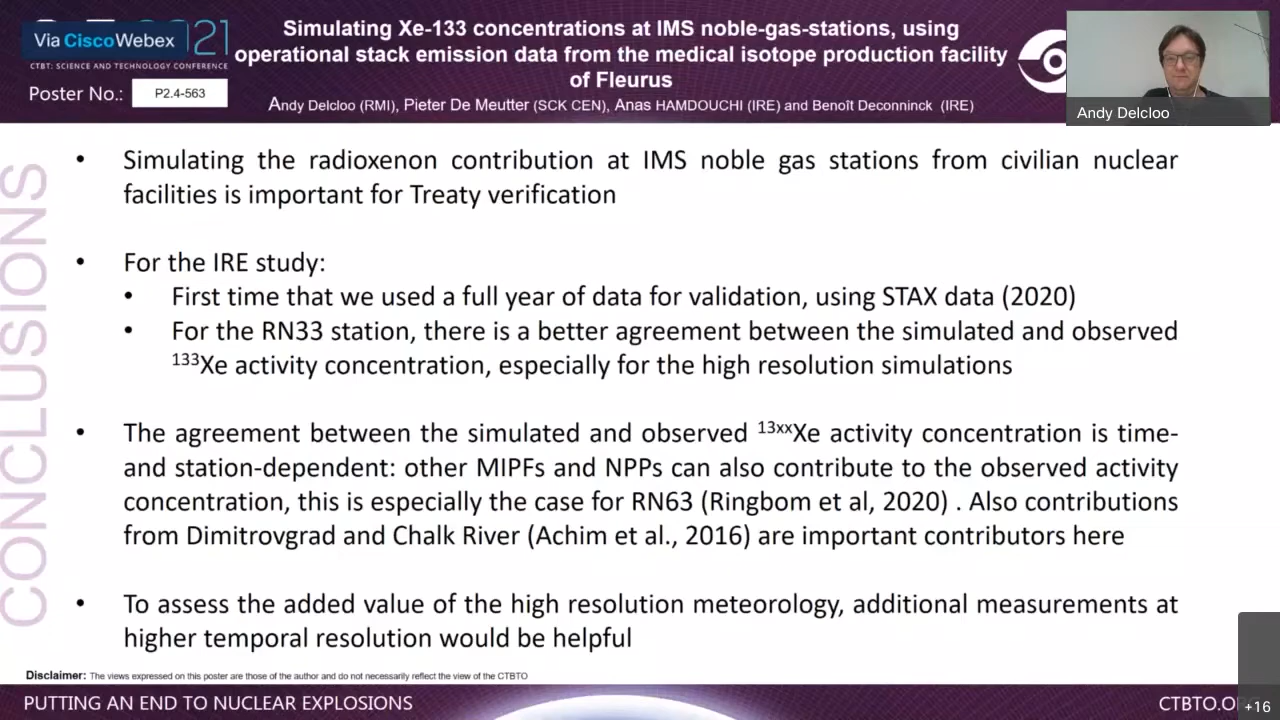 Via CiscoWebex
21
CTBT: SCIENCE AND TECHNOLOGY CONFERENCE
Poster No.: P2.4-563
Simulating Xe-133 concentrations at IMS noble-gas-stations, using
operational stack emission data from the medical isotope production facility
of Fleurus
Andy Delcloo (RMI), Pieter De Meutter (SCK CEN), Anas HAMDOUCHI (IRE) and Benoît Deconninck (IRE)
Andy Delcloo
CONCLUSIONS
• Simulating the radioxenon contribution at IMS noble gas stations from civilian nuclear
facilities is important for Treaty verification
• For the IRE study:
• First time that we used a full year of data for validation, using STAX data (2020)
• For the RN33 station, there is a better agreement between the simulated and observed
¹³³Xe activity concentration, especially for the high resolution simulations
• The agreement between the simulated and observed ¹³ˣˣXe activity concentration is time-
and station-dependent: other MIPFs and NPPs can also contribute to the observed activity
concentration, this is especially the case for RN63 (Ringbom et al, 2020) . Also contributions
from Dimitrovgrad and Chalk River (Achim et al., 2016) are important contributors here
• To assess the added value of the high resolution meteorology, additional measurements at
higher temporal resolution would be helpful
Disclaimer: The views expressed on this poster are those of the author and do not necessarily reflect the view of the CTBTO
PUTTING AN END TO NUCLEAR EXPLOSIONS
CTBTO.O
+16